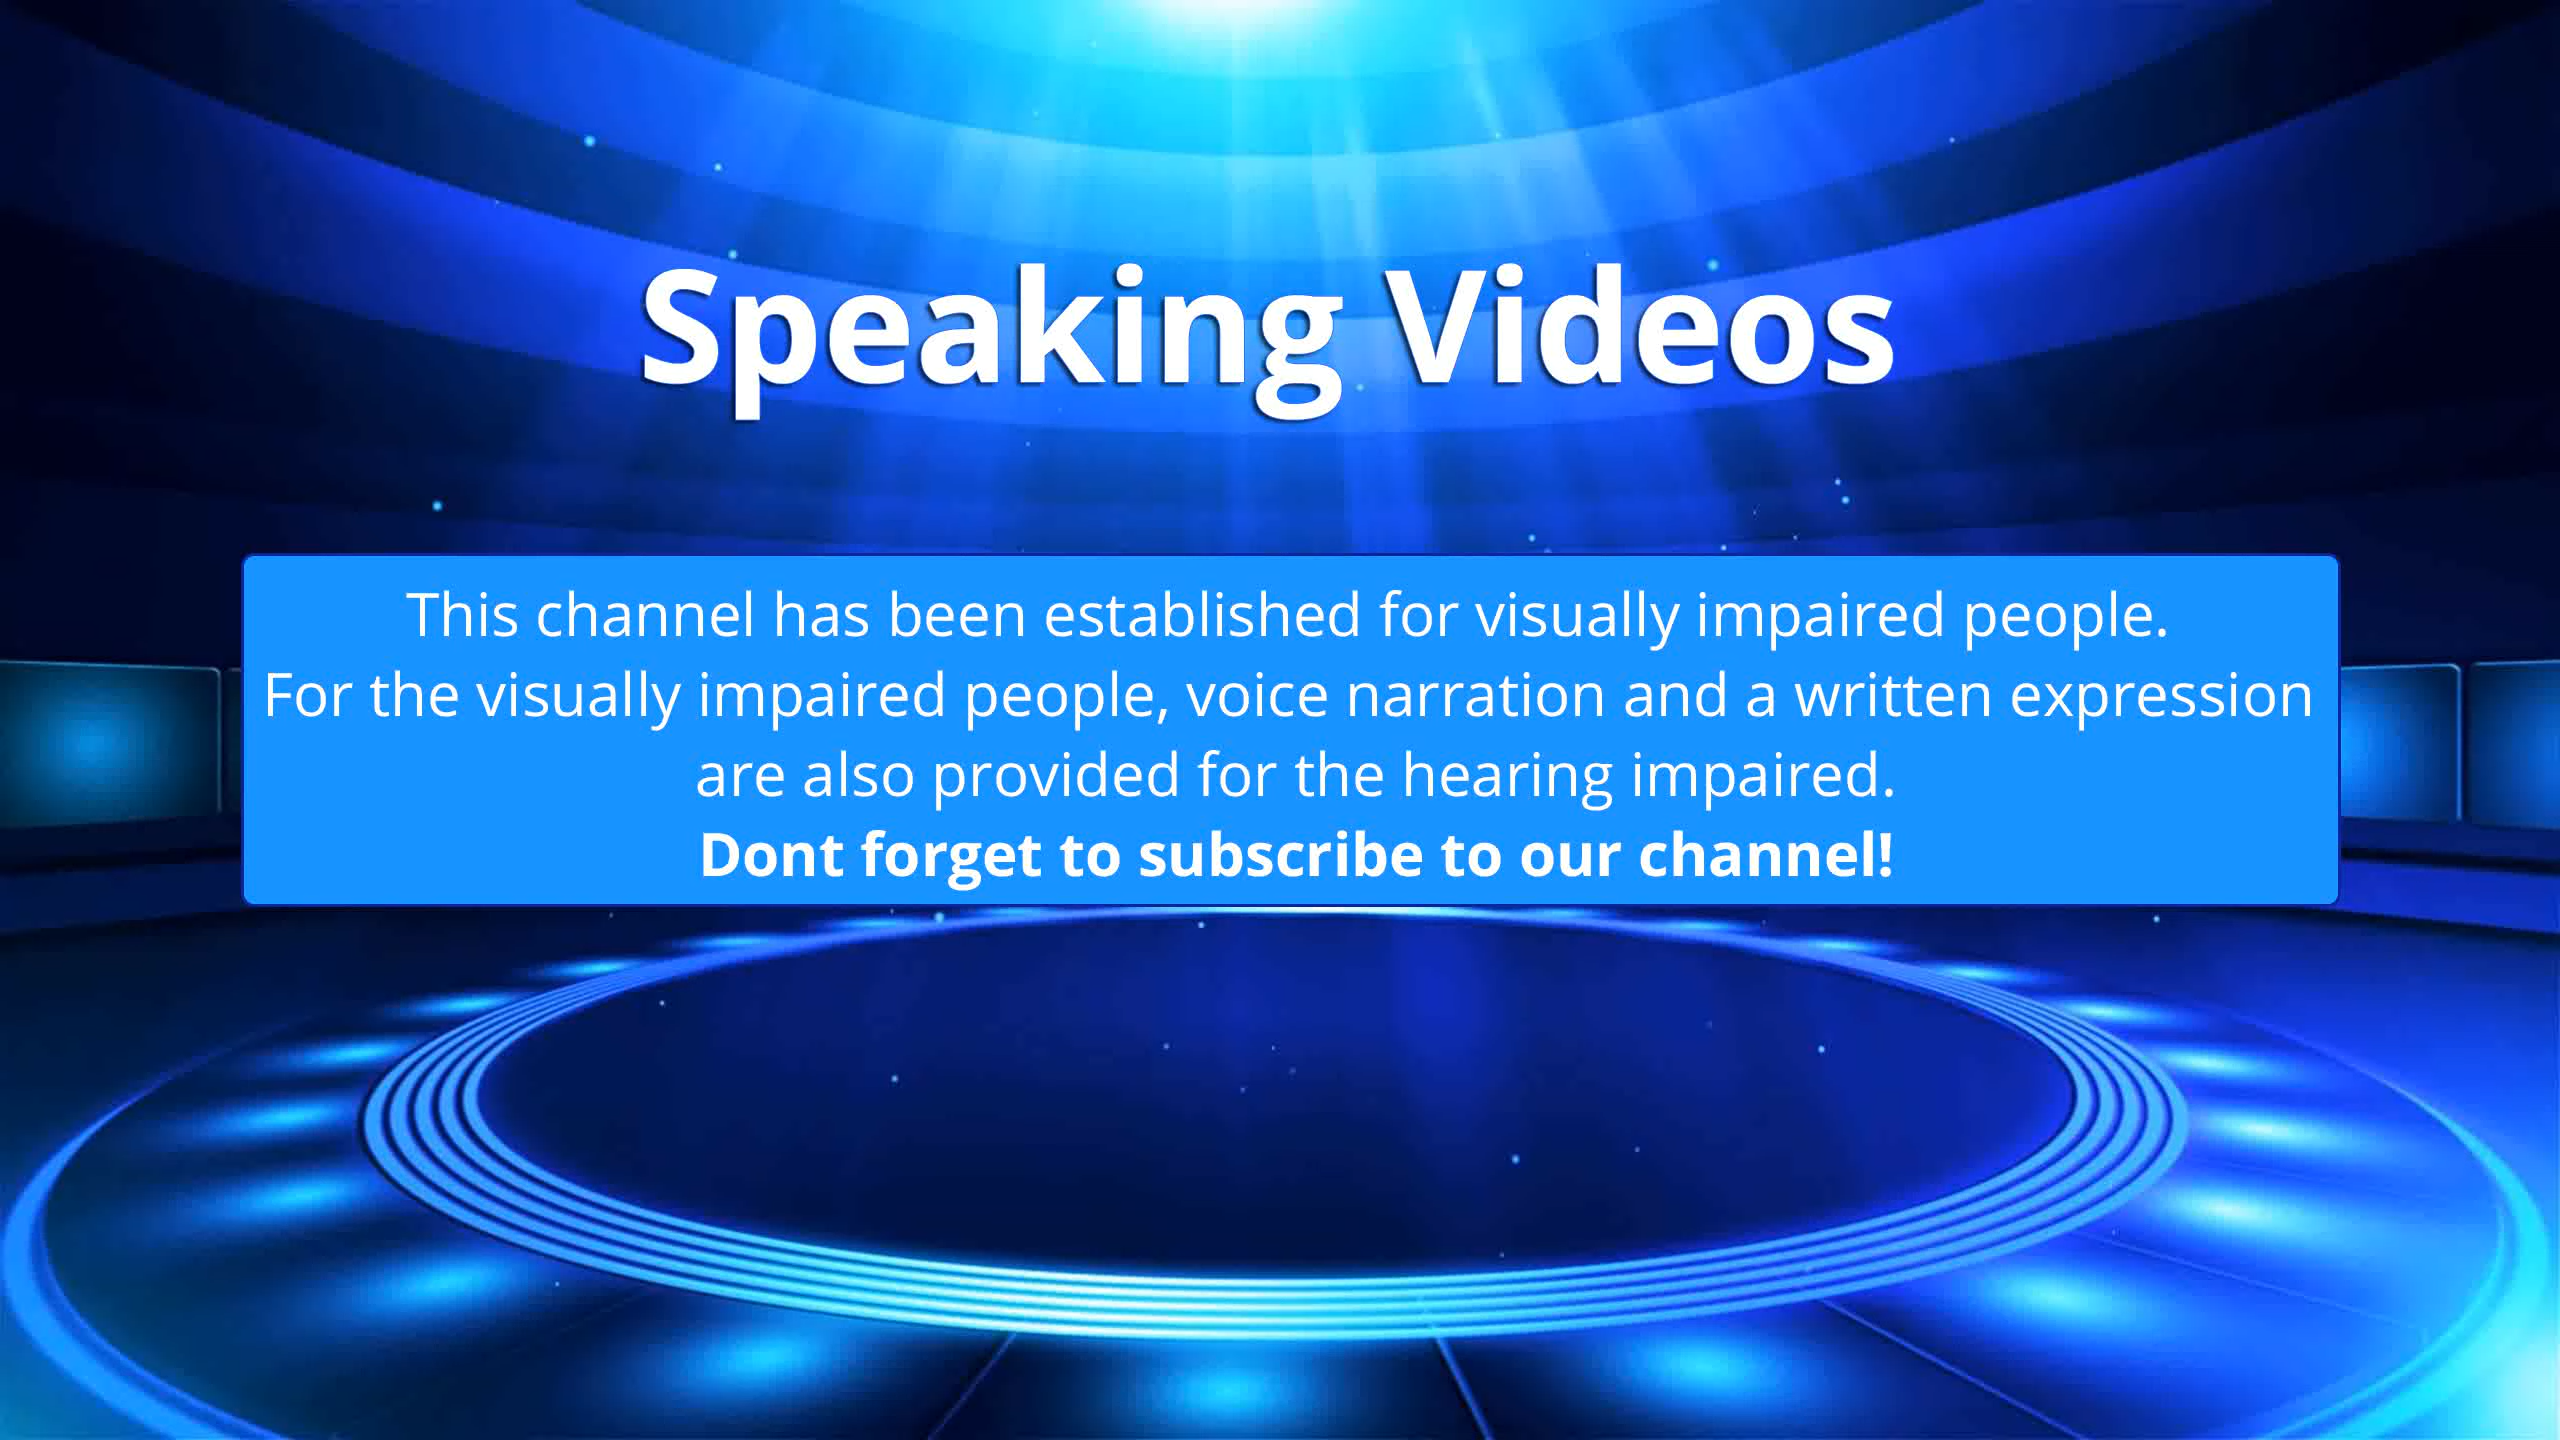 Speaking Videos
This channel has been established for visually impaired people.
For the visually impaired people, voice narration and a written expression
are also provided for the hearing impaired.
Dont forget to subscribe to our channel!